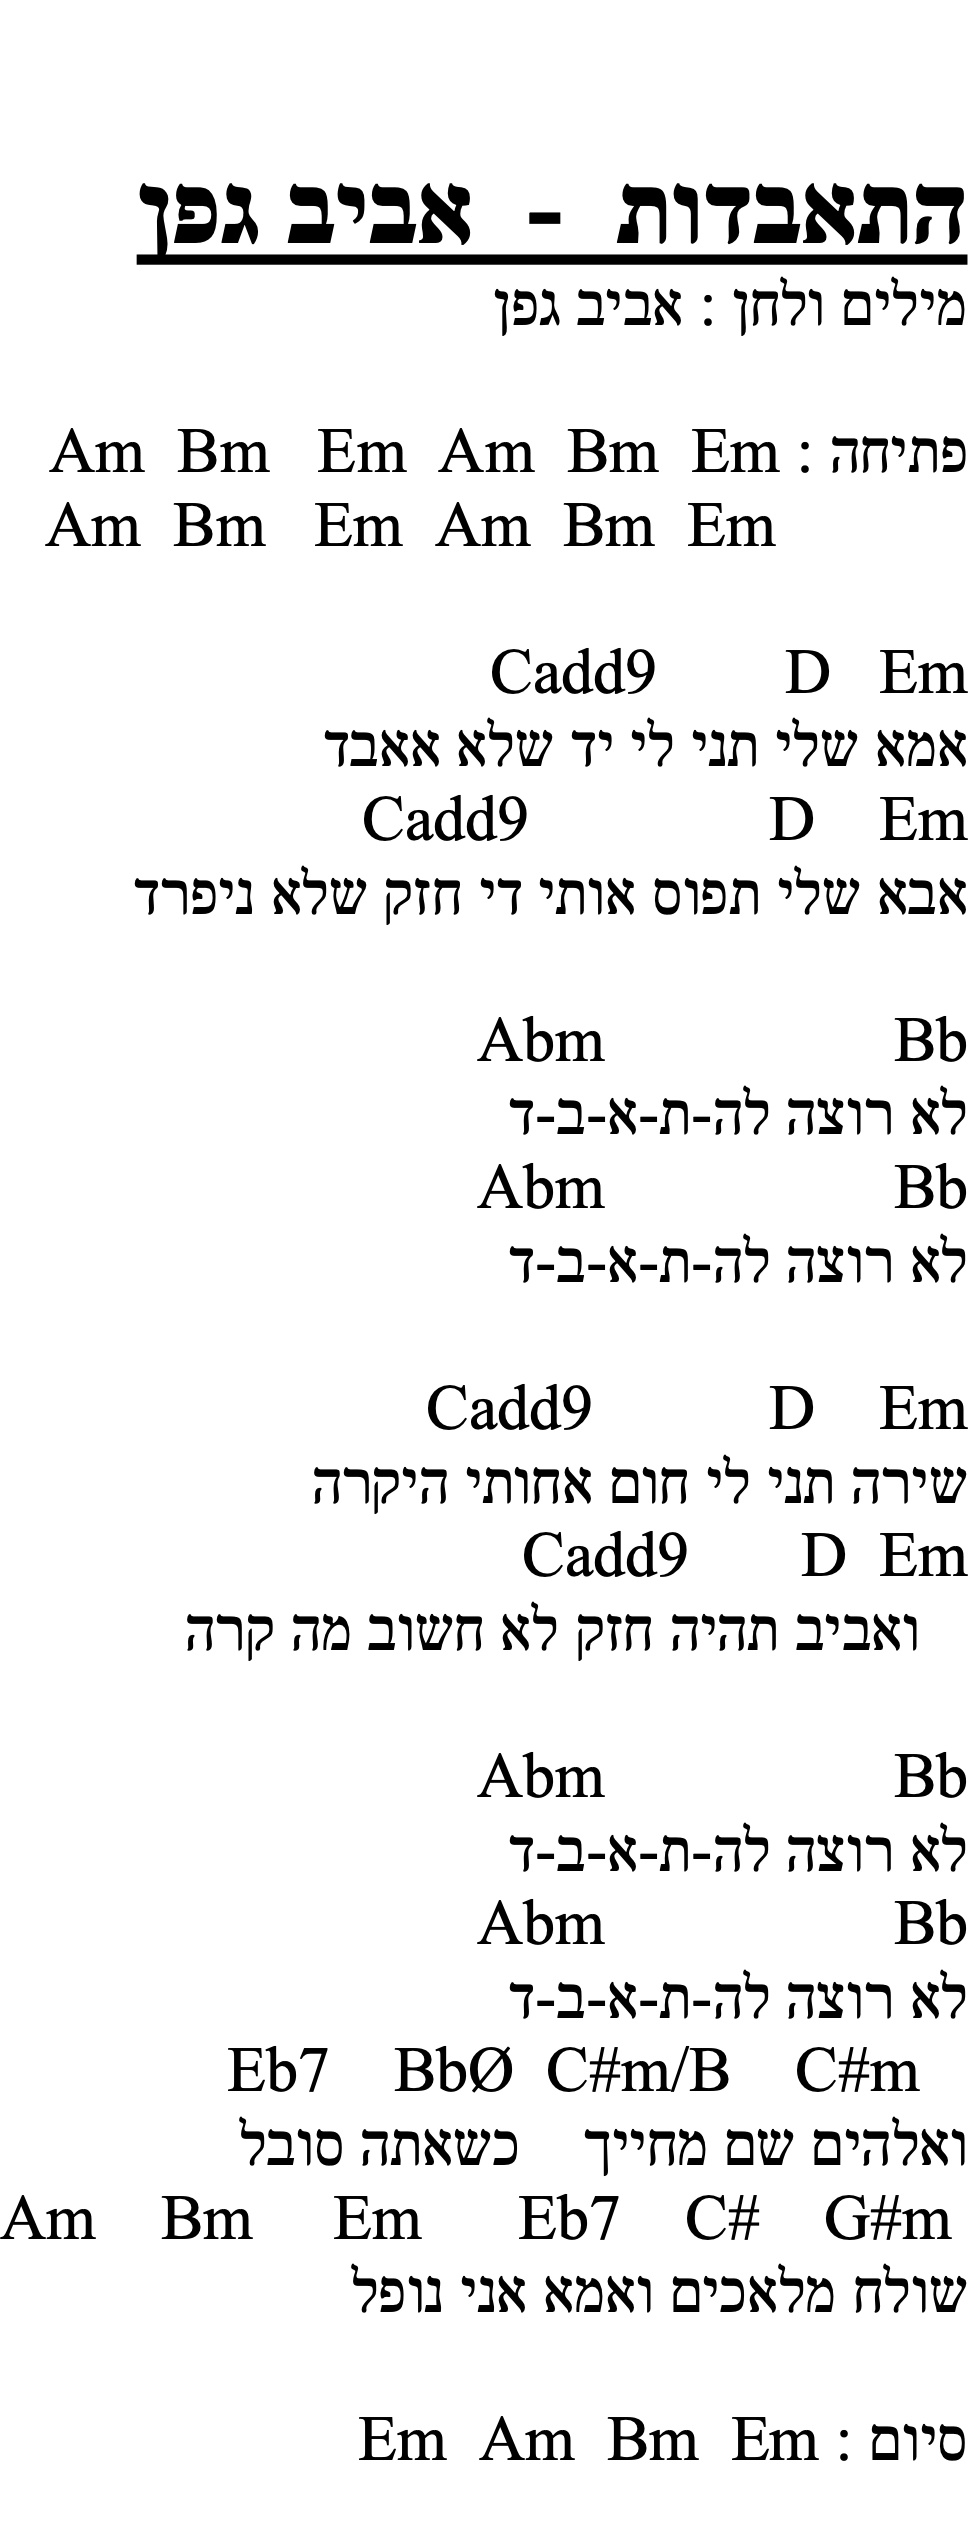 התאבדות - אביב גפן
מילים ולחן : אביב גפן
פתיחה : Am Bm Em Am Bm Em
Am Bm Em Am Bm Em
Cadd9 D Em
אמא שלי תני לי יד שלא אאבד
Cadd9 D Em
אבא שלי תפוס אותי די חזק שלא ניפרד
Abm Bb
לא רוצה לה-ת-א-ב-ד
Abm Bb
לא רוצה לה-ת-א-ב-ד
Cadd9 D Em
שירה תני לי חום אחותי היקרה
Cadd9 D Em
ואביב תהיה חזק לא חשוב מה קרה
Abm Bb
לא רוצה לה-ת-א-ב-ד
Abm Bb
לא רוצה לה-ת-א-ב-ד
Eb7 BbØ C#m/B C#m
ואלהים שם מחייך כשאתה סובל
Am Bm Em Eb7 C# G#m
שולח מלאכים ואמא אני נופל
סיום : Em Am Bm Em